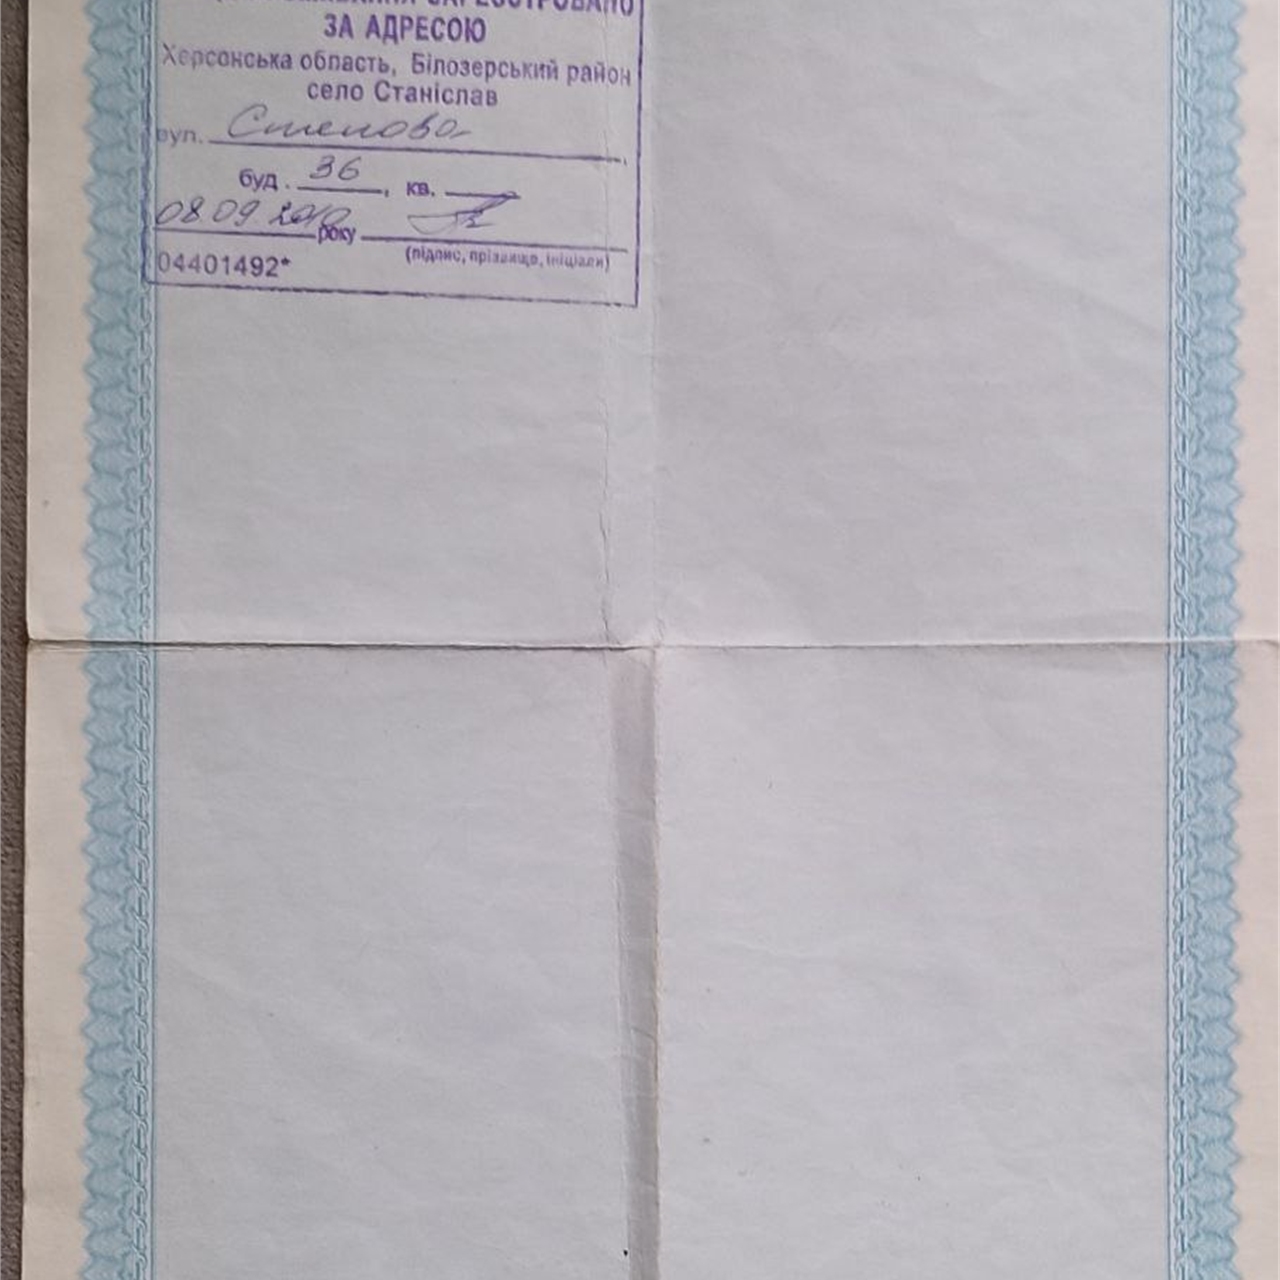 ЗАРЕЄСТРОВАНО
ЗА АДРЕСОЮ
Херсонська область, Білозерський район
село Станіслав
вул. Степова
буд. 36, кв.
08 09 2010 року
(підпис, прізвище, ініціали)
04401492*